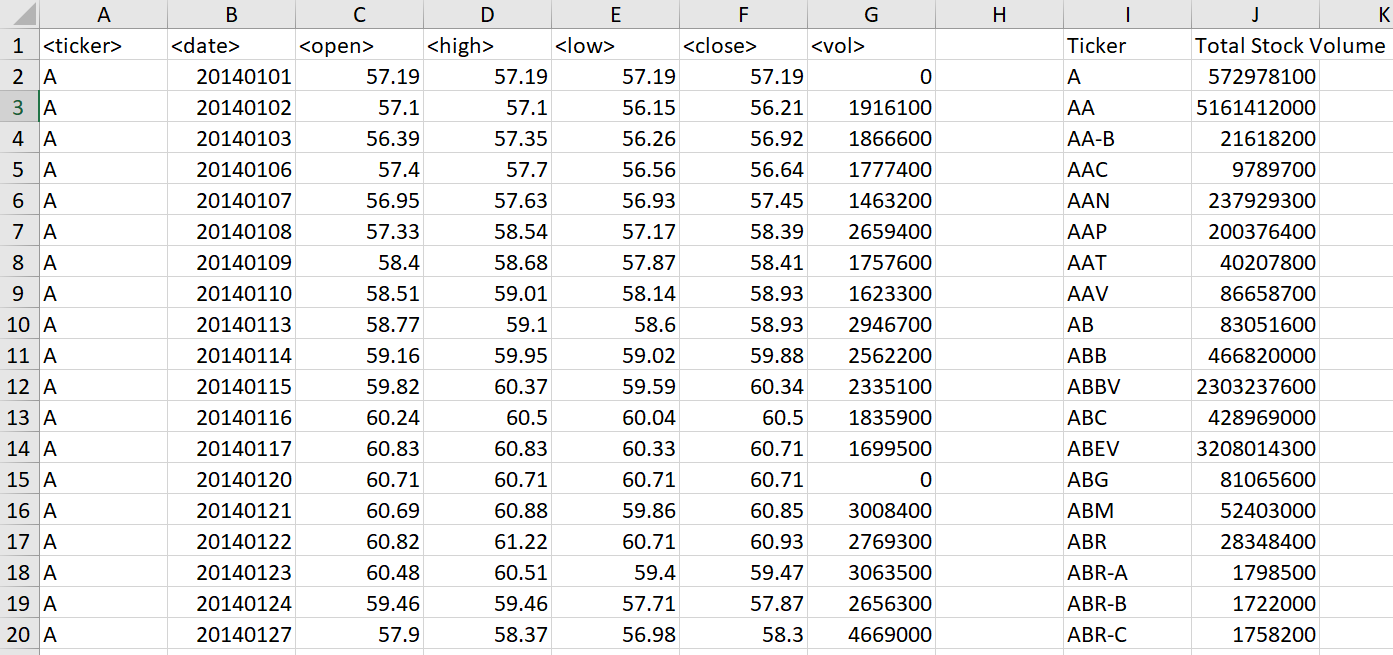 A B C D E F G H I J K
1 <ticker> <date> <open> <high> <low> <close> <vol> Ticker Total Stock Volume
2 A 20140101 57.19 57.19 57.19 57.19 0 A 572978100
3 A 20140102 57.1 57.1 56.15 56.21 1916100 AA 5161412000
4 A 20140103 56.39 57.35 56.26 56.92 1866600 AA-B 21618200
5 A 20140106 57.4 57.7 56.56 56.64 1777400 AAC 9789700
6 A 20140107 56.95 57.63 56.93 57.45 1463200 AAN 237929300
7 A 20140108 57.33 58.54 57.17 58.39 2659400 AAP 200376400
8 A 20140109 58.4 58.68 57.87 58.41 1757600 AAT 40207800
9 A 20140110 58.51 59.01 58.14 58.93 1623300 AAV 86658700
10 A 20140113 58.77 59.1 58.6 58.93 2946700 AB 83051600
11 A 20140114 59.16 59.95 59.02 59.88 2562200 ABB 466820000
12 A 20140115 59.82 60.37 59.59 60.34 2335100 ABBV 2303237600
13 A 20140116 60.24 60.5 60.04 60.5 1835900 ABC 428969000
14 A 20140117 60.83 60.83 60.33 60.71 1699500 ABEV 3208014300
15 A 20140120 60.71 60.71 60.71 60.71 0 ABG 81065600
16 A 20140121 60.69 60.88 59.86 60.85 3008400 ABM 52403000
17 A 20140122 60.82 61.22 60.71 60.93 2769300 ABR 28348400
18 A 20140123 60.48 60.51 59.4 59.47 3063500 ABR-A 1798500
19 A 20140124 59.46 59.46 57.71 57.87 2656300 ABR-B 1722000
20 A 20140127 57.9 58.37 56.98 58.3 4669000 ABR-C 1758200